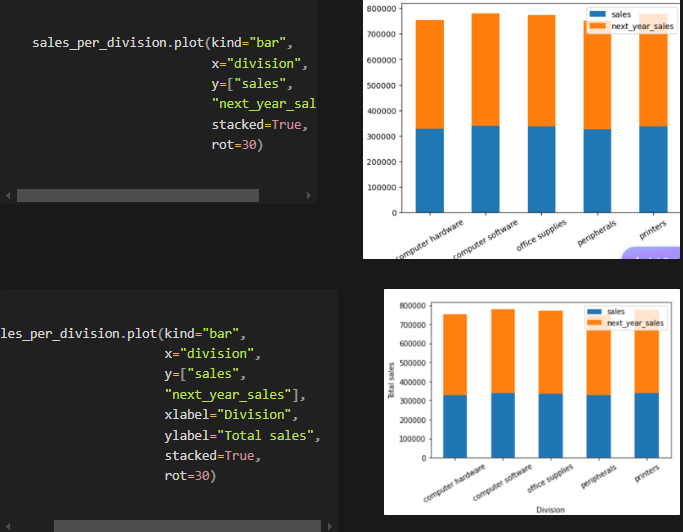 sales_per_division.plot(kind="bar",
x="division",
y=["sales",
"next_year_sal
stacked=True,
rot=30)
800000
700000
600000
500000
400000
300000
200000
100000
0
sales
next_year_sales
computer hardware
computer software
office supplies
peripherals
printers
les_per_division.plot(kind="bar",
x="division",
y=["sales",
"next_year_sales"],
xlabel="Division",
ylabel="Total sales",
stacked=True,
rot=30)
800000
700000
600000
500000
400000
300000
200000
100000
0
Total sales
sales
next_year_sales
computer hardware
computer software
office supplies
peripherals
printers
Division